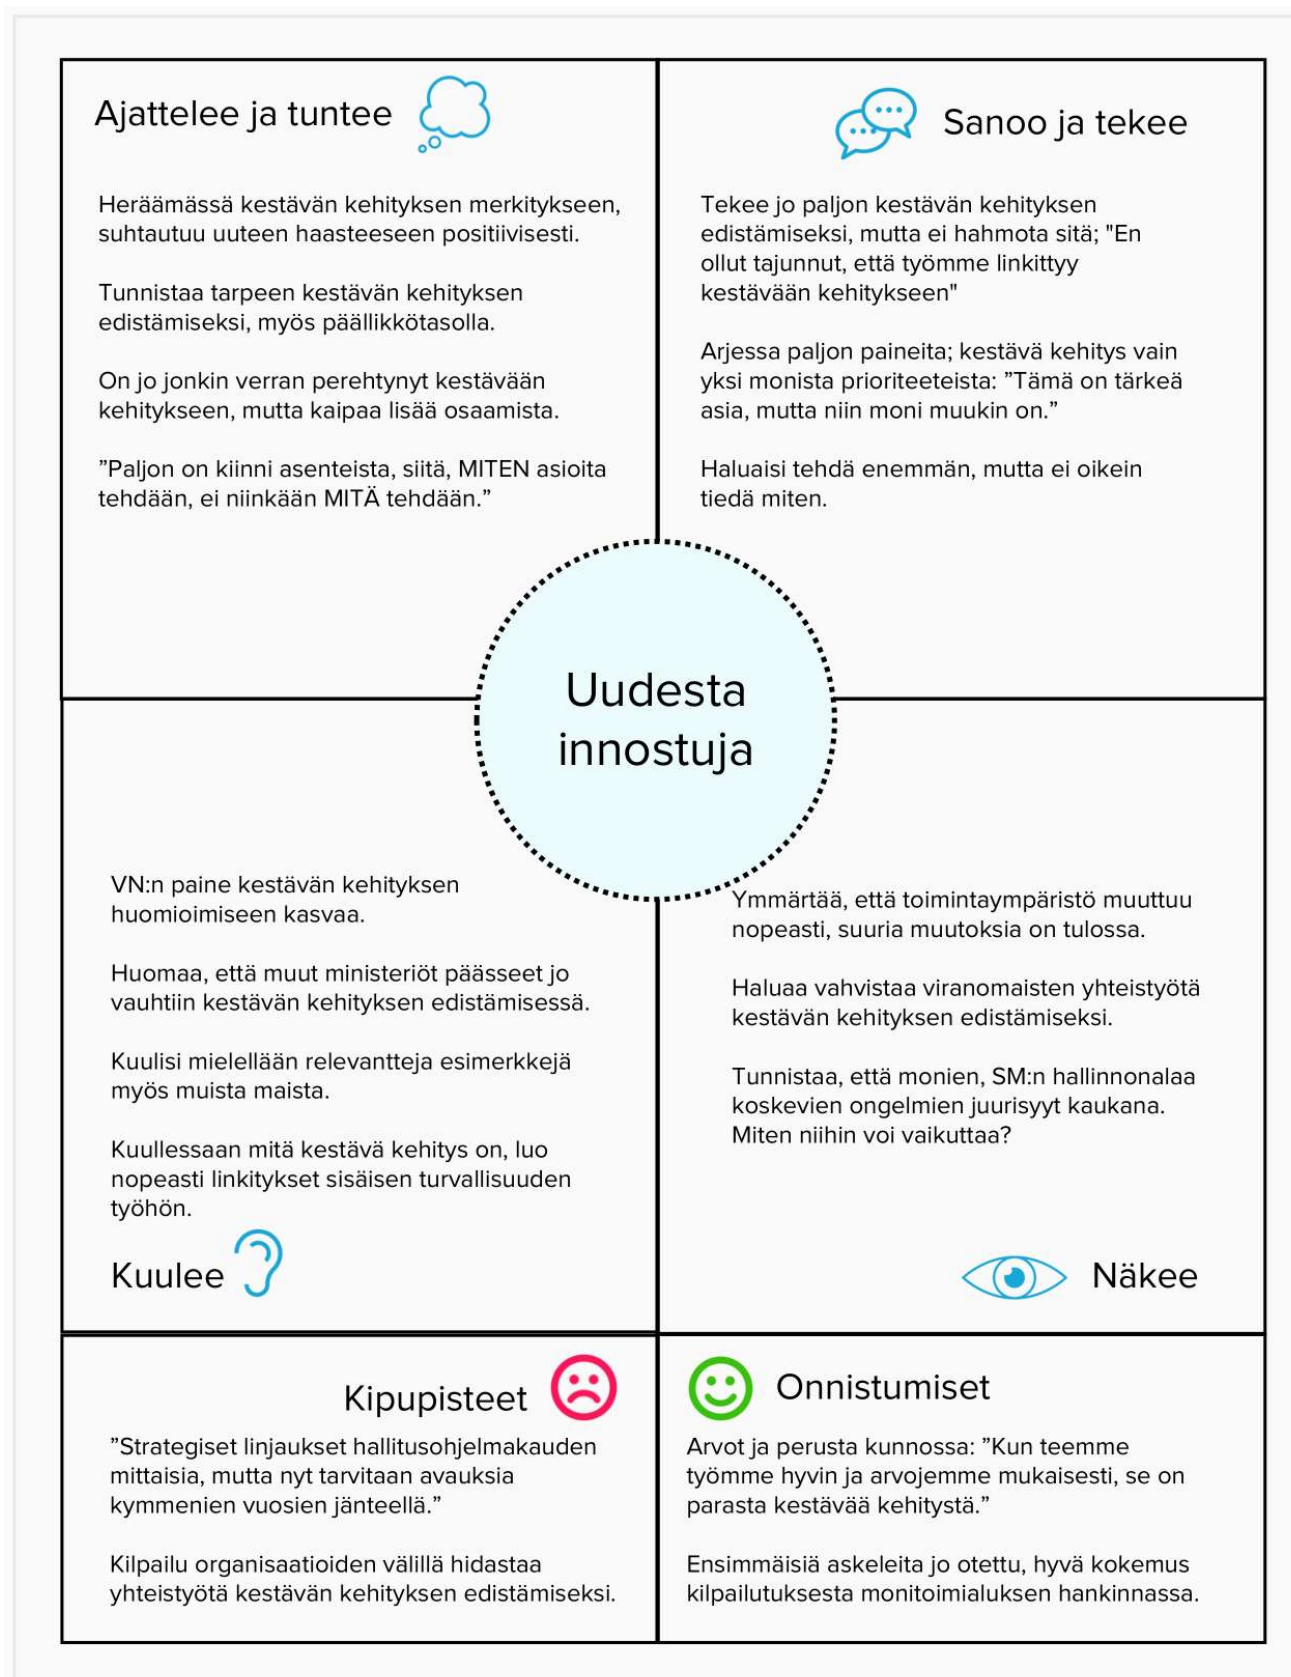 Ajattelee ja tuntee
Heräämässä kestävän kehityksen merkitykseen,
suhtautuu uuteen haasteeseen positiivisesti.
Tunnistaa tarpeen kestävän kehityksen
edistämiseksi, myös päällikkötasolla.
On jo jonkin verran perehtynyt kestävään
kehitykseen, mutta kaipaa lisää osaamista.
”Paljon on kiinni asenteista, siitä, MITEN asioita
tehdään, ei niinkään MITÄ tehdään.”
Sanoo ja tekee
Tekee jo paljon kestävän kehityksen
edistämiseksi, mutta ei hahmota sitä; "En
ollut tajunnut, että työmme linkittyy
kestävään kehitykseen"
Arjessa paljon paineita; kestävä kehitys vain
yksi monista prioriteeteista: ”Tämä on tärkeä
asia, mutta niin moni muukin on.”
Haluaisi tehdä enemmän, mutta ei oikein
tiedä miten.
Uudesta
innostuja
VN:n paine kestävän kehityksen
huomioimiseen kasvaa.
Huomaa, että muut ministeriöt päässeet jo
vauhtiin kestävän kehityksen edistämisessä.
Kuulisi mielellään relevantteja esimerkkejä
myös muista maista.
Kuullessaan mitä kestävä kehitys on, luo
nopeasti linkitykset sisäisen turvallisuuden
työhön.
Kuulee
Ymmärtää, että toimintaympäristö muuttuu
nopeasti, suuria muutoksia on tulossa.
Haluaa vahvistaa viranomaisten yhteistyötä
kestävän kehityksen edistämiseksi.
Tunnistaa, että monien, SM:n hallinnonalaa
koskevien ongelmien juurisyyt kaukana.
Miten niihin voi vaikuttaa?
Näkee
Kipupisteet
”Strategiset linjaukset hallitusohjelmakauden
mittaisia, mutta nyt tarvitaan avauksia
kymmenien vuosien jänteellä.”
Kilpailu organisaatioiden välillä hidastaa
yhteistyötä kestävän kehityksen edistämiseksi.
Onnistumiset
Arvot ja perusta kunnossa: ”Kun teemme
työmme hyvin ja arvojemme mukaisesti, se on
parasta kestävää kehitystä.”
Ensimmäisiä askeleita jo otettu, hyvä kokemus
kilpailutuksesta monitoimialuksen hankinnassa.